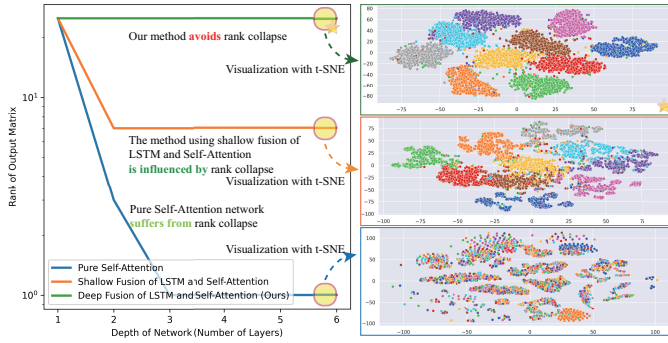 Our method avoids rank collapse
Visualization with t-SNE
The method using shallow fusion of
LSTM and Self-Attention
is influenced by rank collapse
Visualization with t-SNE
Pure Self-Attention network
suffers from rank collapse
Visualization with t-SNE
Rank of Output Matrix
10¹
10⁰
Pure Self-Attention
Shallow Fusion of LSTM and Self-Attention
Deep Fusion of LSTM and Self-Attention (Ours)
1 2 3 4 5 6
Depth of Network (Number of Layers)
80
60
40
20
0
−20
−40
−60
−80
−75 −50 −25 0 25 50 75
75
50
25
0
−25
−50
−75
−100
−100 −75 −50 −25 0 25 50 75
100
50
0
−50
−100
−100 −50 0 50 100